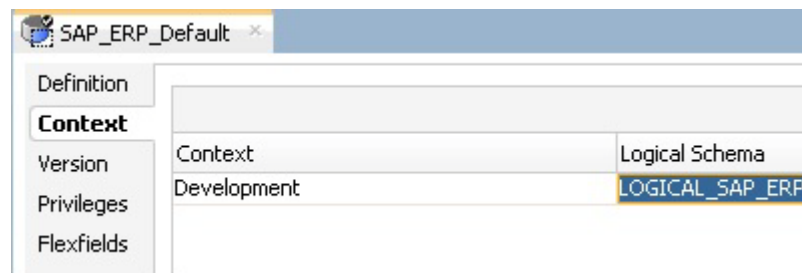 SAP_ERP_Default
Definition
Context
Version
Privileges
Flexfields
Context Logical Schema
Development LOGICAL_SAP_ERP